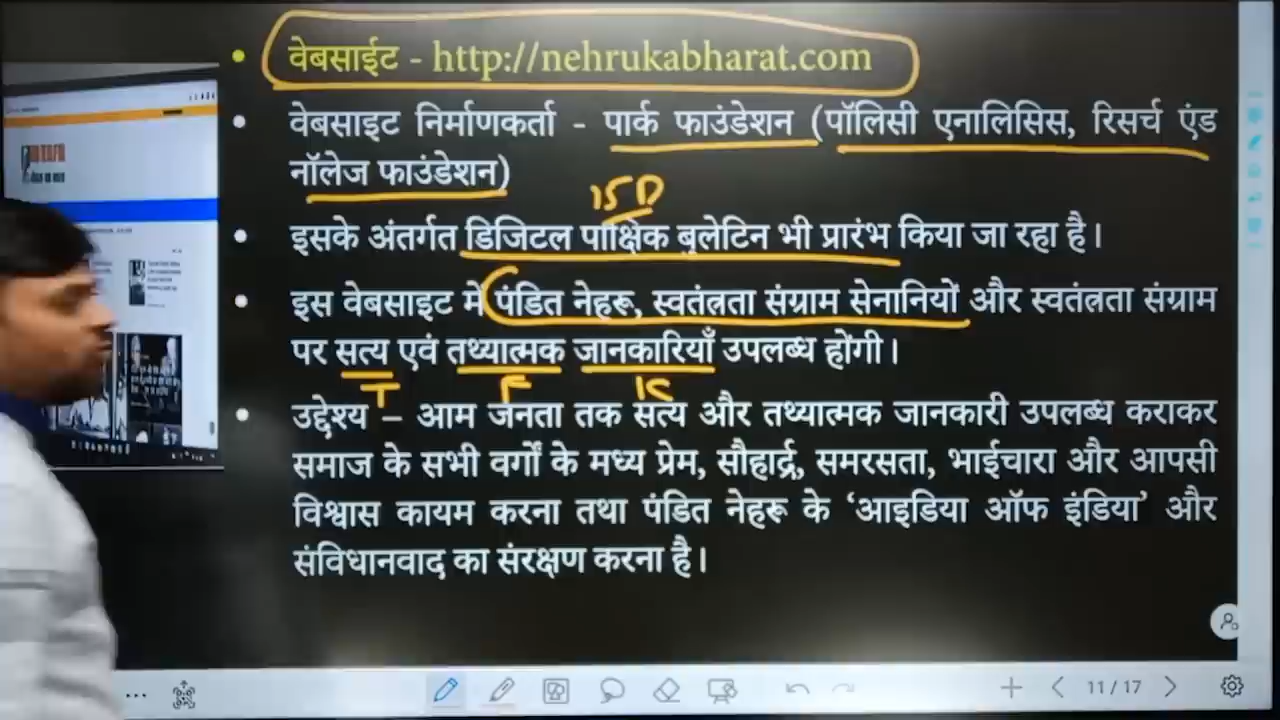 वेबसाईट - http://nehrukabharat.com
वेबसाइट निर्माणकर्ता - पार्क फाउंडेशन (पॉलिसी एनालिसिस, रिसर्च एंड
नॉलेज फाउंडेशन)
15 D
इसके अंतर्गत डिजिटल पाक्षिक बुलेटिन भी प्रारंभ किया जा रहा है।
इस वेबसाइट में पंडित नेहरू, स्वतंत्रता संग्राम सेनानियों और स्वतंत्रता संग्राम
पर सत्य एवं तथ्यात्मक जानकारियाँ उपलब्ध होंगी।
T F
उद्देश्य – आम जनता तक सत्य और तथ्यात्मक जानकारी उपलब्ध कराकर
समाज के सभी वर्गों के मध्य प्रेम, सौहार्द्र, समरसता, भाईचारा और आपसी
विश्वास कायम करना तथा पंडित नेहरू के ‘आइडिया ऑफ इंडिया’ और
संविधानवाद का संरक्षण करना है।
11 / 17